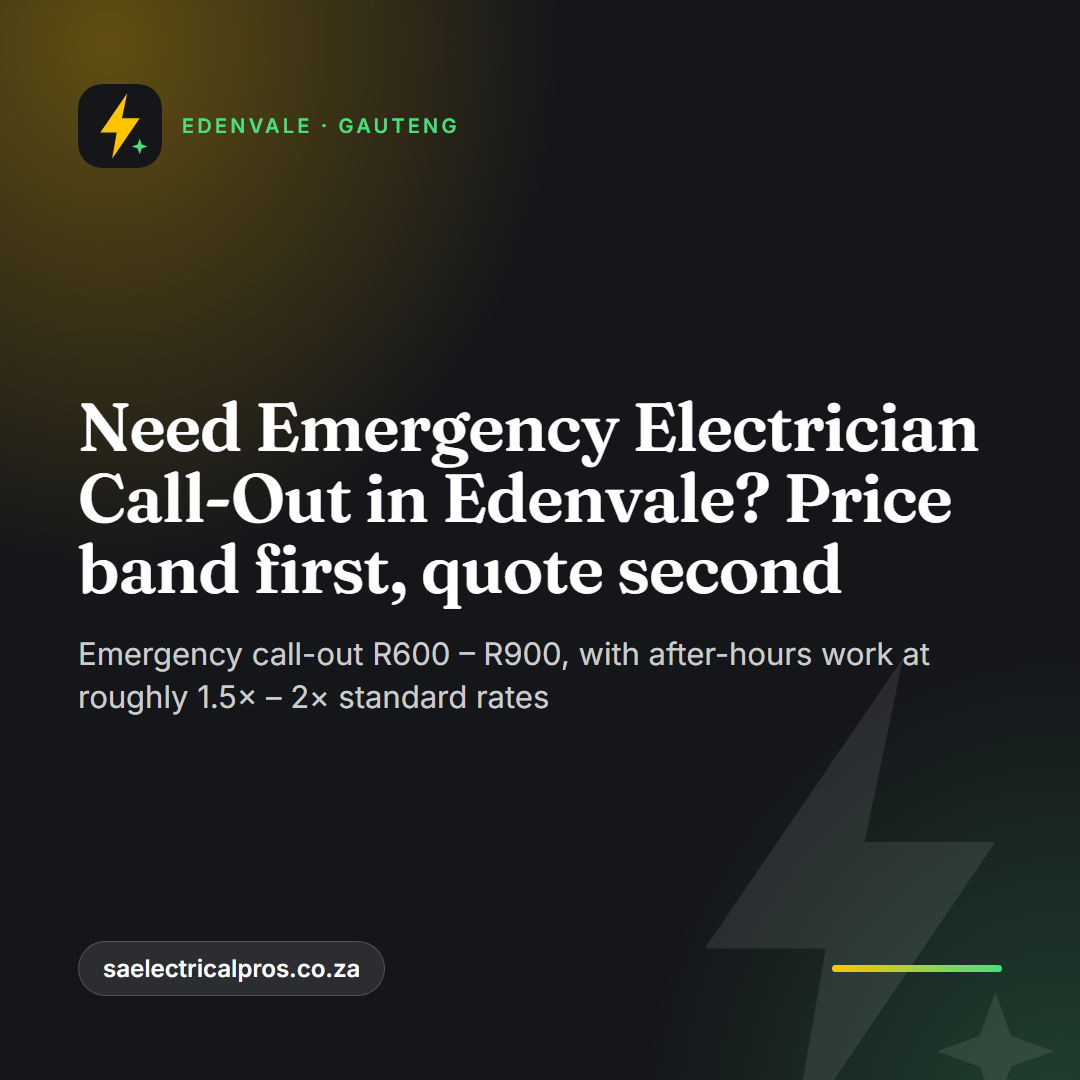 EDENVALE · GAUTENG
Need Emergency Electrician
Call-Out in Edenvale? Price
band first, quote second
Emergency call-out R600 – R900, with after-hours work at
roughly 1.5× – 2× standard rates
saelectricalpros.co.za